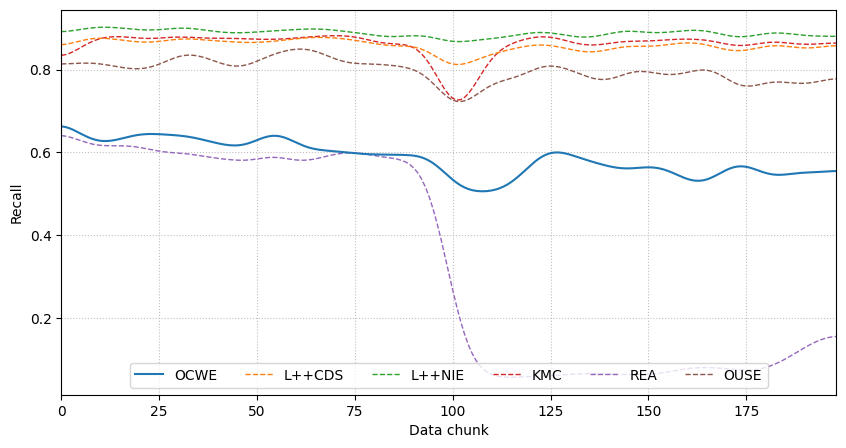 Recall
0.8
0.6
0.4
0.2
OCWE L++CDS L++NIE KMC REA OUSE
0 25 50 75 100 125 150 175
Data chunk